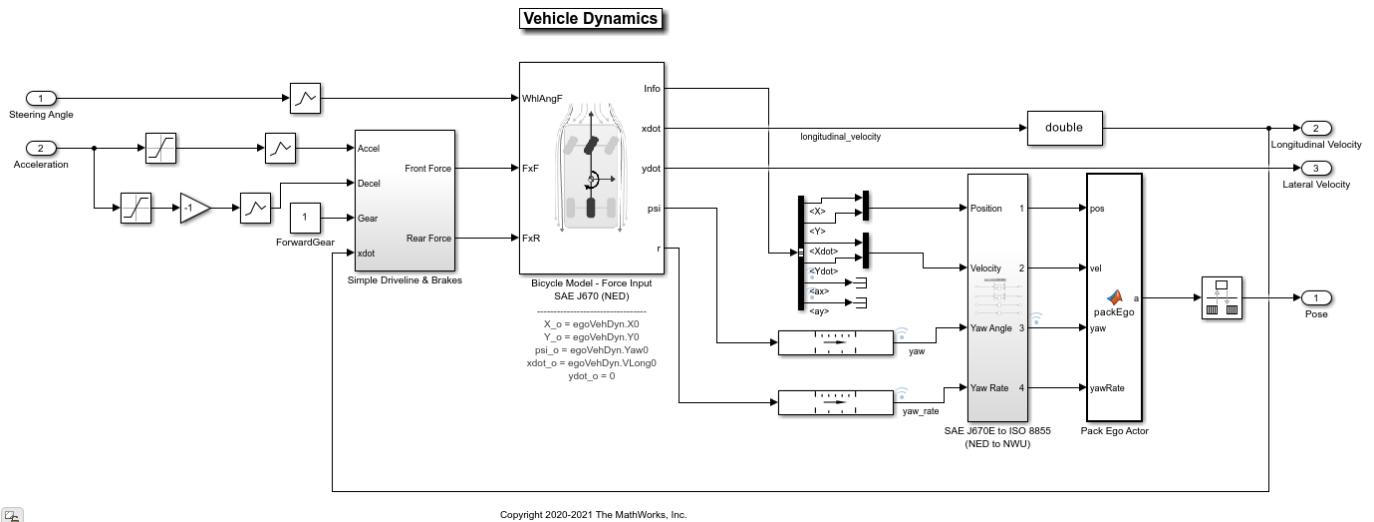 Vehicle Dynamics
1
Steering Angle
2
Acceleration
-1
1
ForwardGear
Accel
Decel
Gear
xdot
Front Force
Rear Force
Simple Driveline & Brakes
WhlAngF
FxF
FxR
Info
xdot
ydot
psi
r
Bicycle Model - Force Input
SAE J670 (NED)
---------------------------------
X_o = egoVehDyn.X0
Y_o = egoVehDyn.Y0
psi_o = egoVehDyn.Yaw0
xdot_o = egoVehDyn.VLong0
ydot_o = 0
longitudinal_velocity
<X>
<Y>
<Xdot>
<Ydot>
<ax>
<ay>
yaw
yaw_rate
double
Position 1
Velocity 2
Yaw Angle 3
Yaw Rate 4
SAE J670E to ISO 8855
(NED to NWU)
pos
vel
yaw
yawRate
packEgo
a
Pack Ego Actor
2
Longitudinal Velocity
3
Lateral Velocity
1
Pose
Copyright 2020-2021 The MathWorks, Inc.